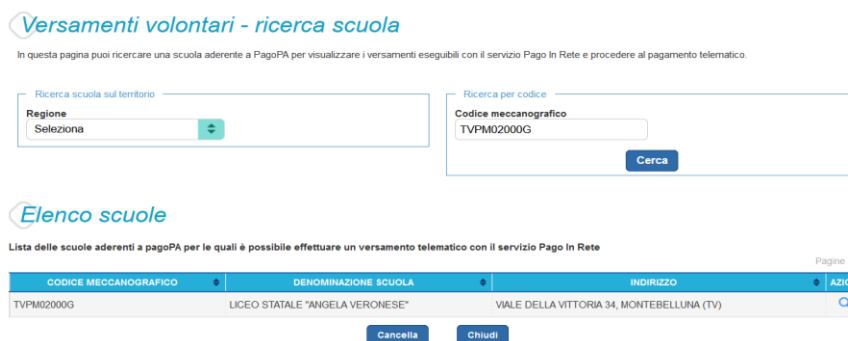 Versamenti volontari - ricerca scuola
In questa pagina puoi ricercare una scuola aderente a PagoPA per visualizzare i versamenti eseguibili con il servizio Pago In Rete e procedere al pagamento telematico.
Ricerca scuola sul territorio
Regione
Seleziona
Ricerca per codice
Codice meccanografico
TVPM02000G
Cerca
Elenco scuole
Lista delle scuole aderenti a pagoPA per le quali è possibile effettuare un versamento telematico con il servizio Pago In Rete
Pagine
CODICE MECCANOGRAFICO DENOMINAZIONE SCUOLA INDIRIZZO AZIO
TVPM02000G LICEO STATALE "ANGELA VERONESE" VIALE DELLA VITTORIA 34, MONTEBELLUNA (TV)
Cancella Chiudi